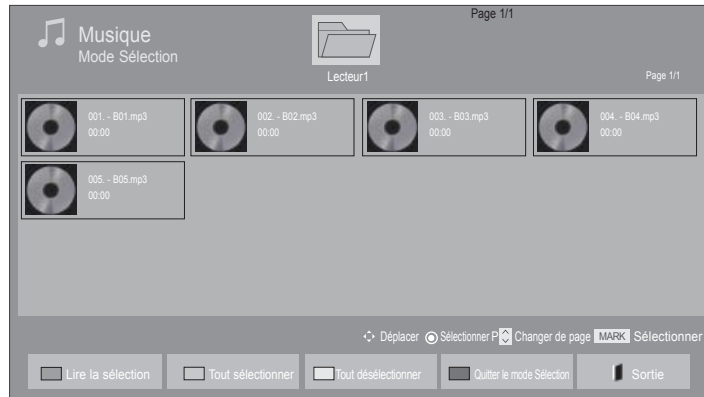 Page 1/1
Musique
Mode Sélection
Lecteur1
Page 1/1
001. - B01.mp3
00:00
002. - B02.mp3
00:00
003. - B03.mp3
00:00
004. - B04.mp3
00:00
005. - B05.mp3
00:00
Déplacer Sélectionner P Changer de page MARK Sélectionner
Lire la sélection Tout sélectionner Tout désélectionner Quitter le mode Sélection Sortie